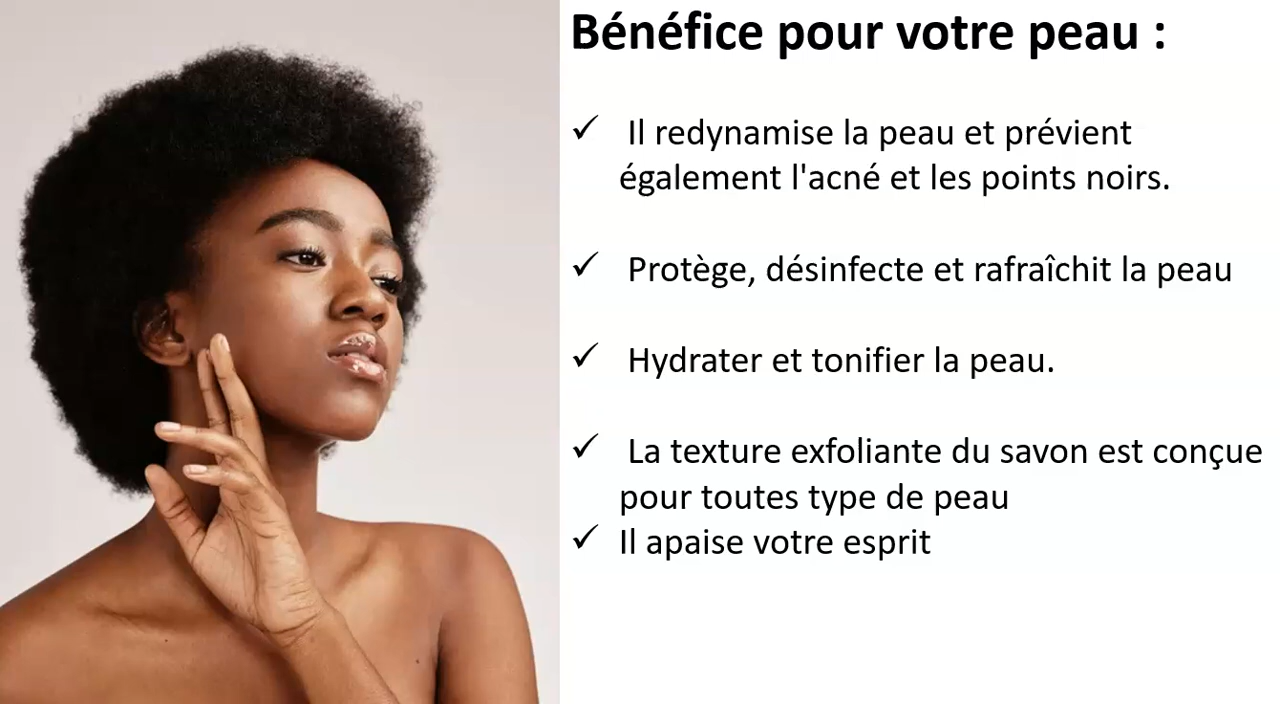 Bénéfice pour votre peau :
✓ Il redynamise la peau et prévient
également l'acné et les points noirs.
✓ Protège, désinfecte et rafraîchit la peau
✓ Hydrater et tonifier la peau.
✓ La texture exfoliante du savon est conçue
pour toutes type de peau
✓ Il apaise votre esprit